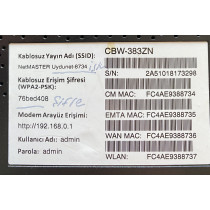 CBW-383ZN
Kablosuz Yayın Adı (SSID):
NetMASTER Uydunet-8734
Kablosuz Erişim Şifresi
(WPA2-PSK):
76bed408 Şifre
Modem Arayüz Erişimi:
http://192.168.0.1
Kullanıcı adı: admin
Parola: admin
S/N: 2A51018173298
CM MAC: FC4AE9388734
EMTA MAC: FC4AE9388735
WAN MAC: FC4AE9388736
WLAN: FC4AE9388737